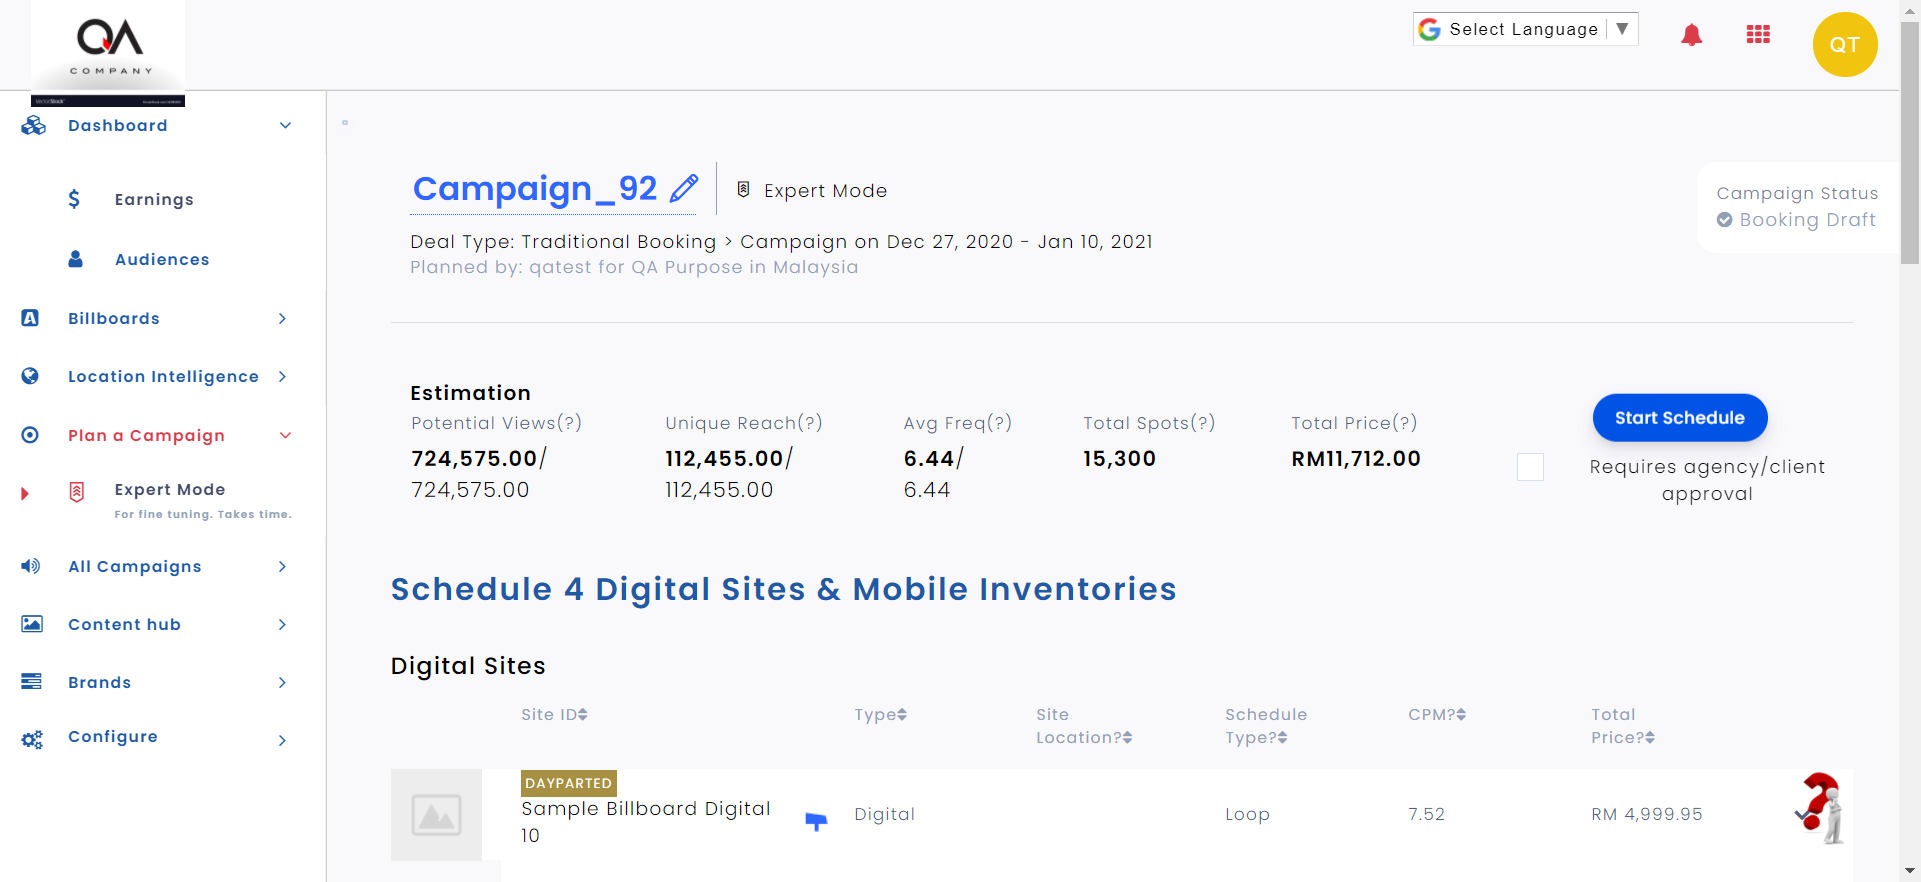 QA
COMPANY
Select Language ▼
QT
Dashboard
Earnings
Audiences
Billboards
Location Intelligence
Plan a Campaign
Expert Mode
For fine tuning. Takes time.
All Campaigns
Content hub
Brands
Configure
Campaign_92
Expert Mode
Deal Type: Traditional Booking > Campaign on Dec 27, 2020 - Jan 10, 2021
Planned by: qatest for QA Purpose in Malaysia
Campaign Status
Booking Draft
Estimation
Potential Views(?) Unique Reach(?) Avg Freq(?) Total Spots(?) Total Price(?)
724,575.00/ 112,455.00/ 6.44/ 15,300 RM11,712.00
724,575.00 112,455.00 6.44
Start Schedule
Requires agency/client
approval
Schedule 4 Digital Sites & Mobile Inventories
Digital Sites
Site ID Type Site Location? Schedule Type? CPM? Total Price?
DAYPARTED
Sample Billboard Digital
10
Digital Loop 7.52 RM 4,999.95